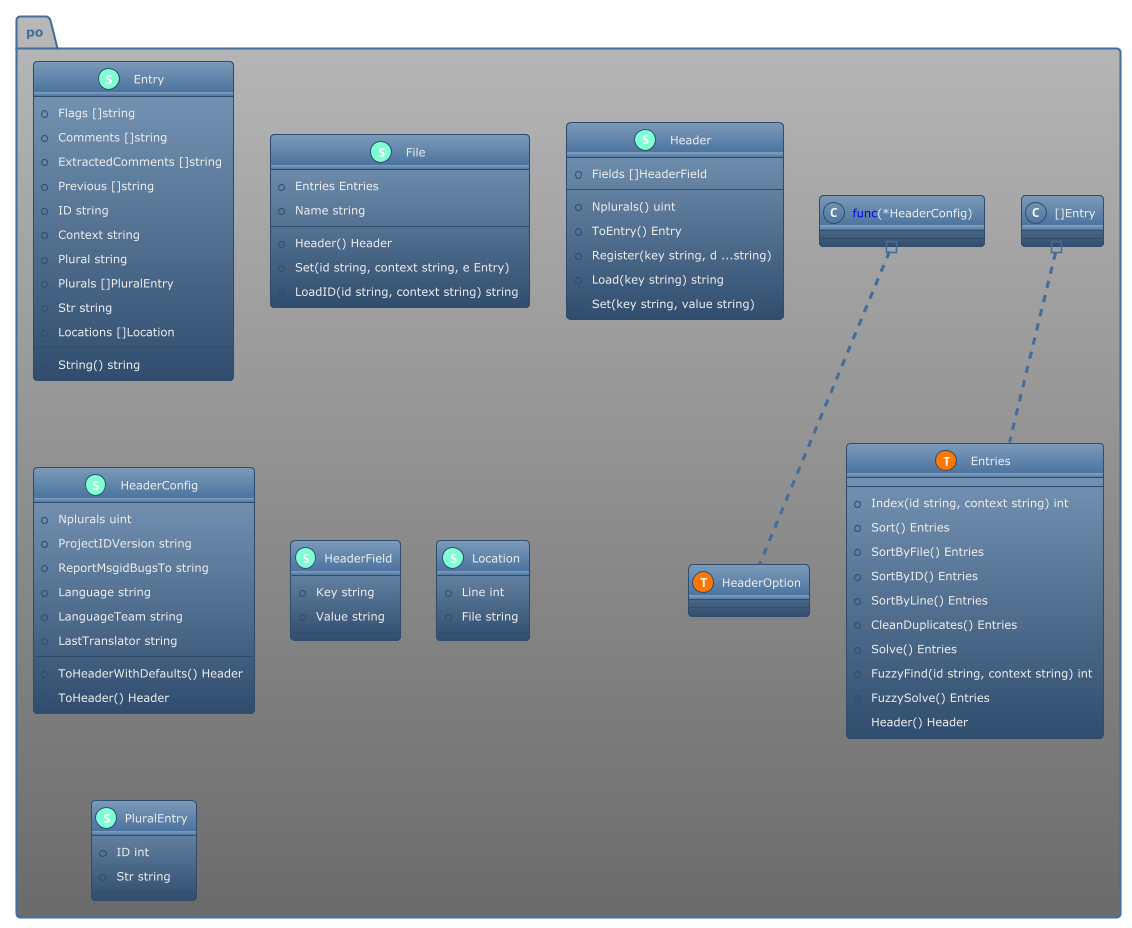 po
S Entry
Flags []string
Comments []string
ExtractedComments []string
Previous []string
ID string
Context string
Plural string
Plurals []PluralEntry
Str string
Locations []Location
String() string
S File
Entries Entries
Name string
Header() Header
Set(id string, context string, e Entry)
LoadID(id string, context string) string
S Header
Fields []HeaderField
Nplurals() uint
ToEntry() Entry
Register(key string, d ...string)
Load(key string) string
Set(key string, value string)
C func(*HeaderConfig)
C []Entry
S HeaderConfig
Nplurals uint
ProjectIDVersion string
ReportMsgidBugsTo string
Language string
LanguageTeam string
LastTranslator string
ToHeaderWithDefaults() Header
ToHeader() Header
S HeaderField
Key string
Value string
S Location
Line int
File string
T HeaderOption
T Entries
Index(id string, context string) int
Sort() Entries
SortByFile() Entries
SortByID() Entries
SortByLine() Entries
CleanDuplicates() Entries
Solve() Entries
FuzzyFind(id string, context string) int
FuzzySolve() Entries
Header() Header
S PluralEntry
ID int
Str string